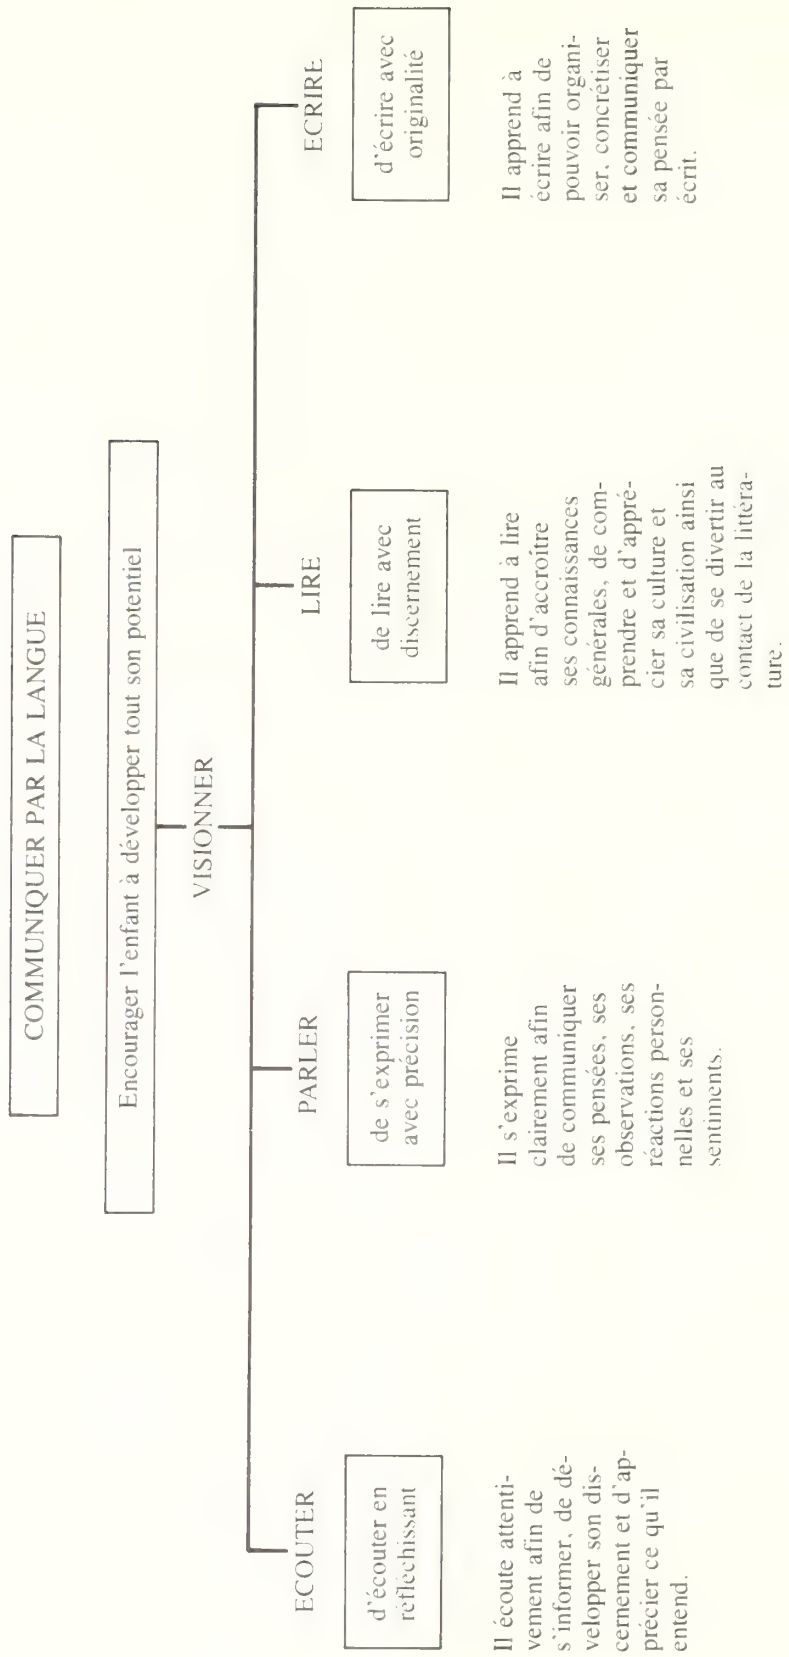 COMMUNIQUER PAR LA LANGUE
Encourager l'enfant à développer tout son potentiel
VISIONNER
ECOUTER
d'écouter en
réfléchissant
Il écoute attenti-
vement afin de
s'informer, de dé-
velopper son dis-
cernement et d'ap-
précier ce qu'il
entend.
PARLER
de s'exprimer
avec précision
Il s'exprime
clairement afin
de communiquer
ses pensées, ses
observations, ses
réactions person-
nelles et ses
sentiments.
LIRE
de lire avec
discernement
Il apprend à lire
afin d'accroître
ses connaissances
générales, de com-
prendre et d'appré-
cier sa culture et
sa civilisation ainsi
que de se divertir au
contact de la littéra-
ture.
ECRIRE
d'écrire avec
originalité
Il apprend à
écrire afin de
pouvoir organi-
ser, concrétiser
et communiquer
sa pensée par
écrit.